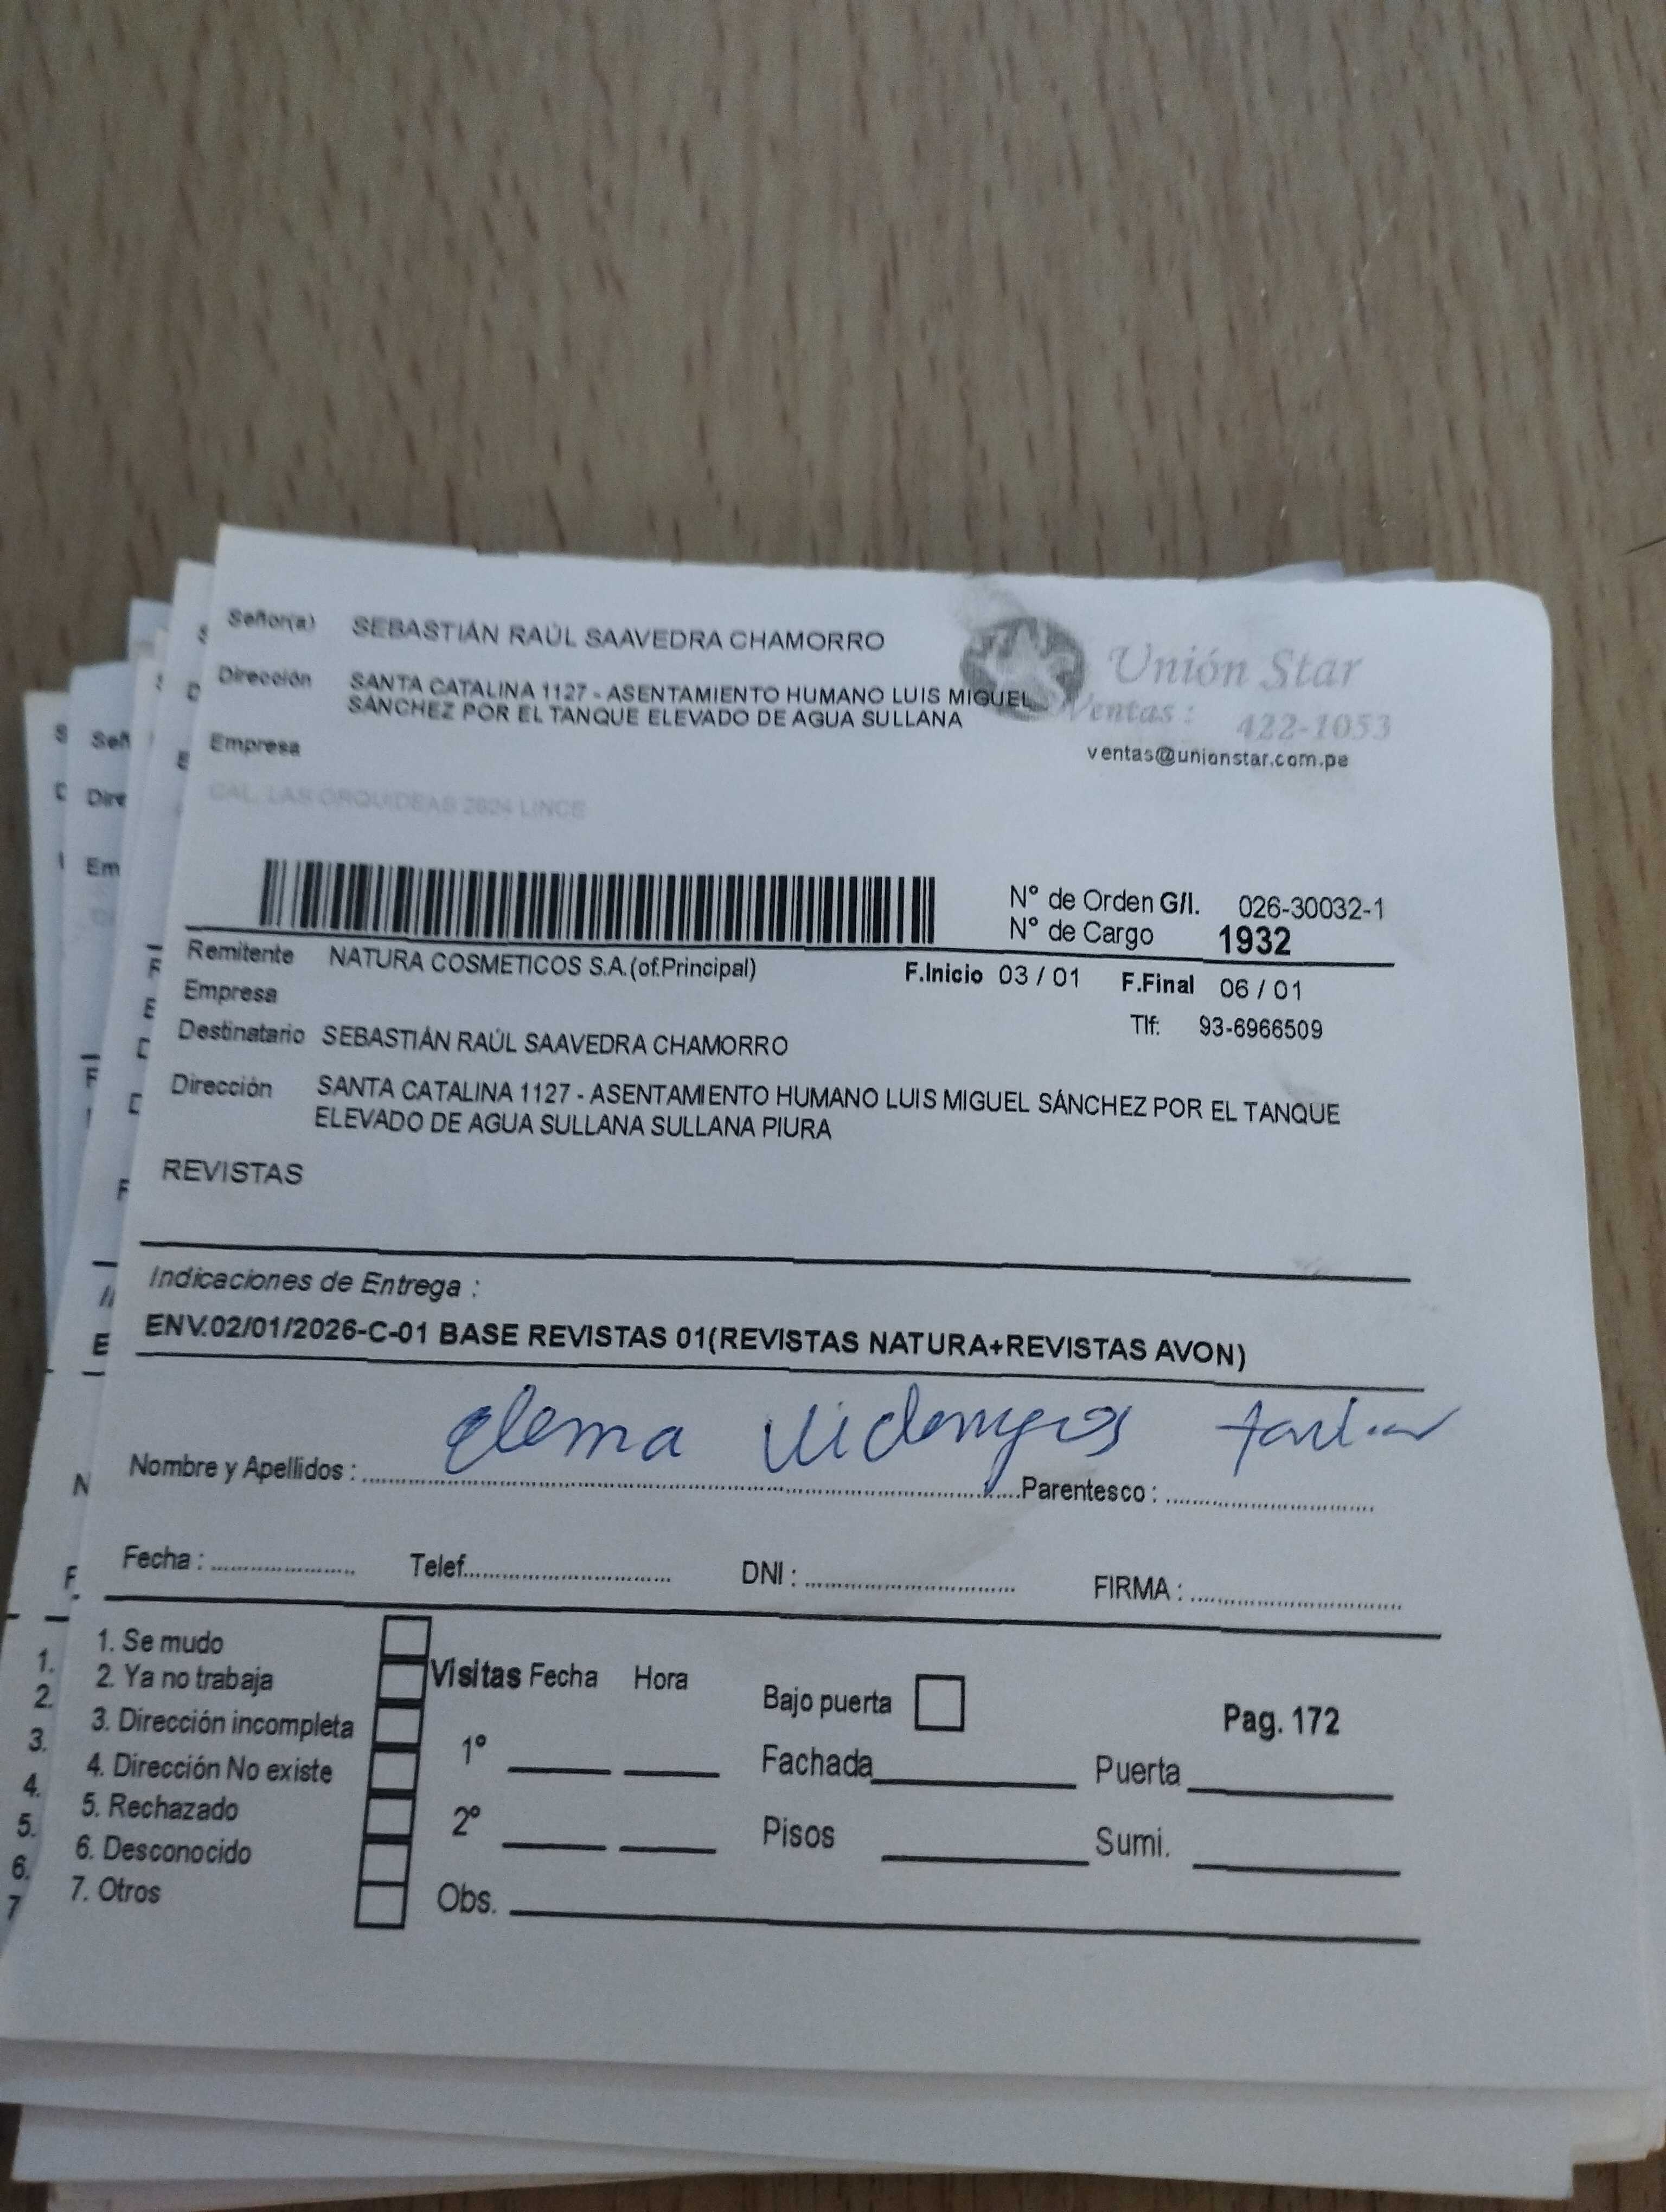 Señor(a) SEBASTIÁN RAÚL SAAVEDRA CHAMORRO
Unión Star
Dirección SANTA CATALINA 1127 - ASENTAMIENTO HUMANO LUIS MIGUEL
SÁNCHEZ POR EL TANQUE ELEVADO DE AGUA SULLANA
Ventas : 422-1053
Empresa
ventas@unionstar.com.pe
CAL. LAS ORQUIDEAS 2624 LINCE
N° de Orden G/I. 026-30032-1
N° de Cargo 1932
Remitente NATURA COSMETICOS S.A.(of.Principal)
F.Inicio 03 / 01 F.Final 06 / 01
Empresa
Tlf: 93-6966509
Destinatario SEBASTIÁN RAÚL SAAVEDRA CHAMORRO
Dirección SANTA CATALINA 1127 - ASENTAMIENTO HUMANO LUIS MIGUEL SÁNCHEZ POR EL TANQUE
ELEVADO DE AGUA SULLANA SULLANA PIURA
REVISTAS
Indicaciones de Entrega :
ENV.02/01/2026-C-01 BASE REVISTAS 01(REVISTAS NATURA+REVISTAS AVON)
Nombre y Apellidos : Parentesco :
Fecha : Telef. DNI : FIRMA :
1. Se mudo
2. Ya no trabaja
3. Dirección incompleta
4. Dirección No existe
5. Rechazado
6. Desconocido
7. Otros
Visitas Fecha Hora
1°
2°
Obs.
Bajo puerta
Pag. 172
Fachada Puerta
Pisos Sumi.